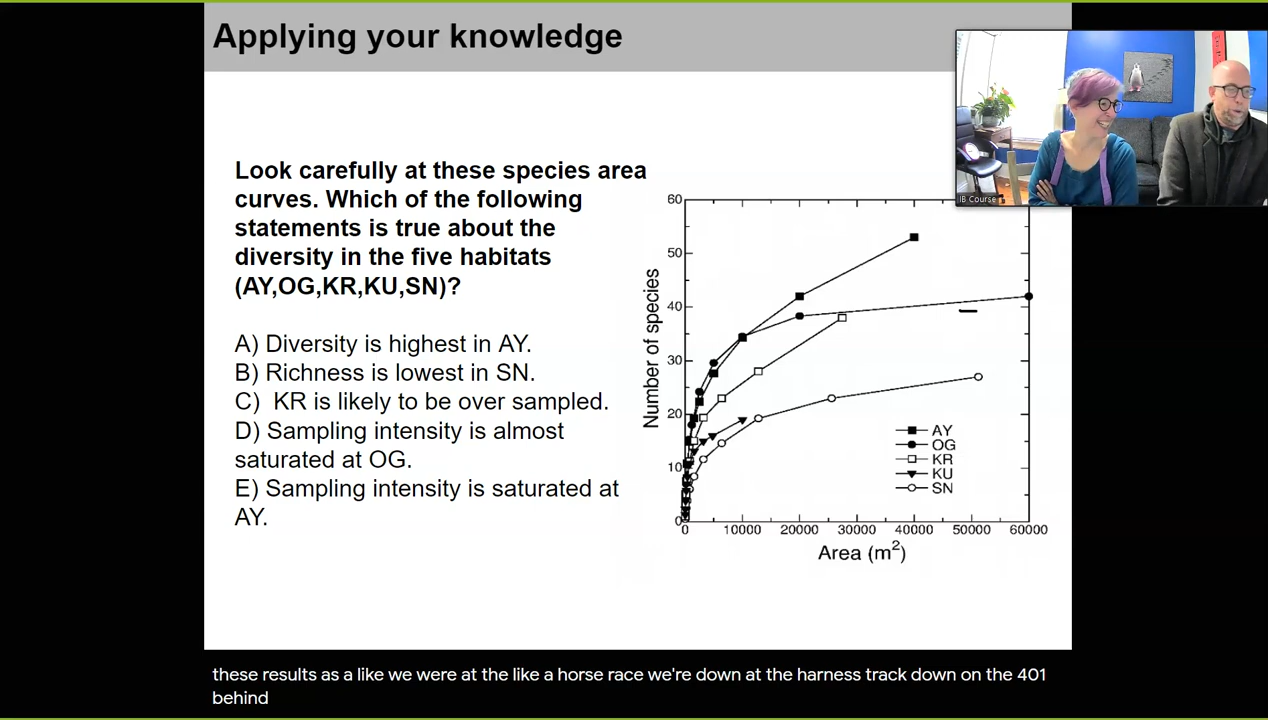 Applying your knowledge
IB Course
Look carefully at these species area
curves. Which of the following
statements is true about the
diversity in the five habitats
(AY,OG,KR,KU,SN)?
A) Diversity is highest in AY.
B) Richness is lowest in SN.
C)  KR is likely to be over sampled.
D) Sampling intensity is almost
saturated at OG.
E) Sampling intensity is saturated at
AY.
Number of species
60
50
40
30
20
10
0
AY
OG
KR
KU
SN
0 10000 20000 30000 40000 50000 60000
Area (m²)
these results as a like we were at the like a horse race we're down at the harness track down on the 401
behind